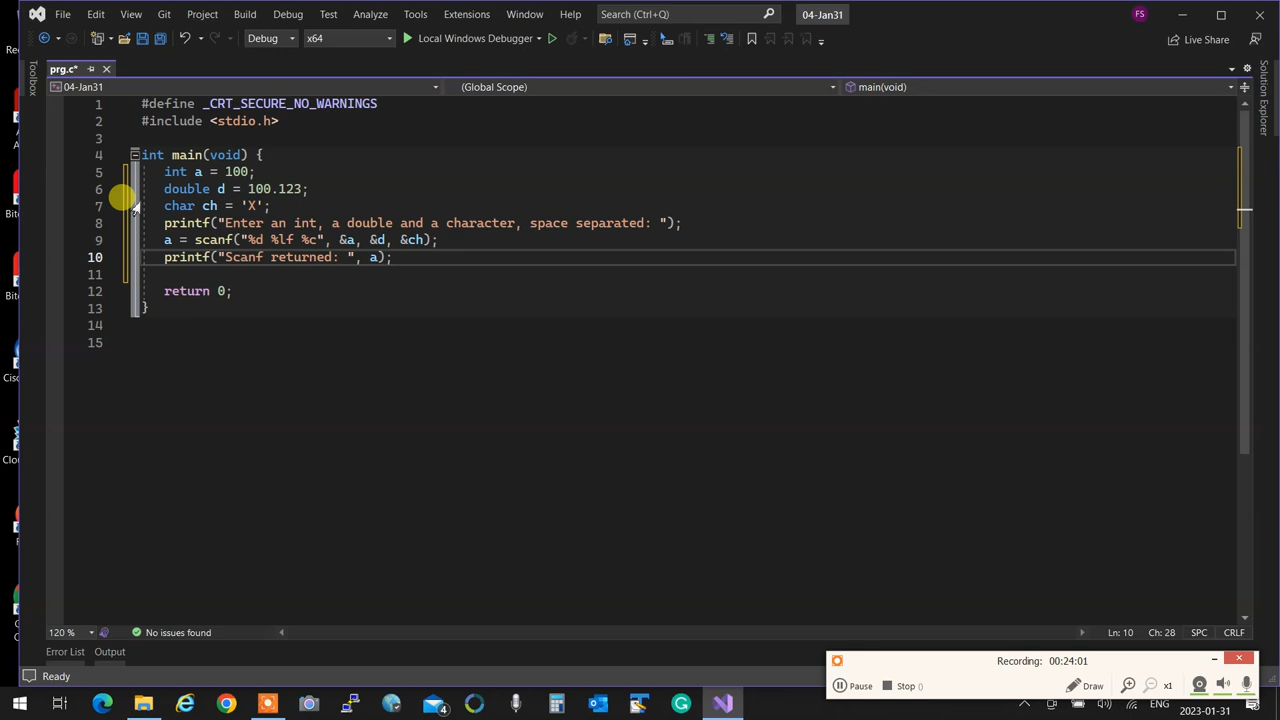 File Edit View Git Project Build Debug Test Analyze Tools Extensions Window Help Search (Ctrl+Q) 04-Jan31 FS
Debug x64 Local Windows Debugger Live Share
prg.c*
04-Jan31 (Global Scope) main(void)
Toolbox
Solution Explorer
1 #define _CRT_SECURE_NO_WARNINGS
2 #include <stdio.h>
3
4 int main(void) {
5 int a = 100;
6 double d = 100.123;
7 char ch = 'X';
8 printf("Enter an int, a double and a character, space separated: ");
9 a = scanf("%d %lf %c", &a, &d, &ch);
10 printf("Scanf returned: ", a);
11
12 return 0;
13 }
14
15
120 % No issues found Ln: 10 Ch: 28 SPC CRLF
Error List Output
Ready
Recording: 00:24:01
Pause Stop () Draw x1
4 ENG 2023-01-31